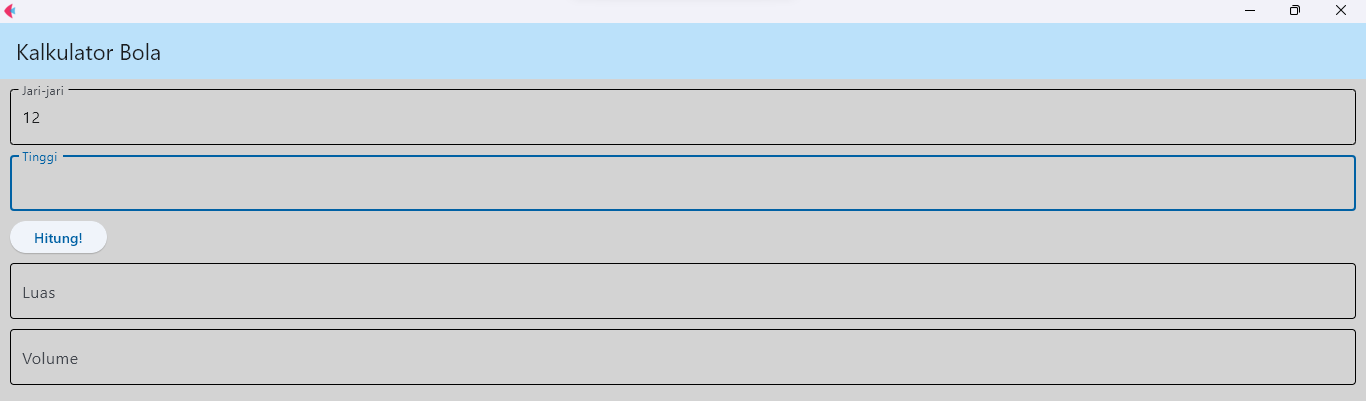 Kalkulator Bola
Jari-jari
12
Tinggi
Hitung!
Luas
Volume